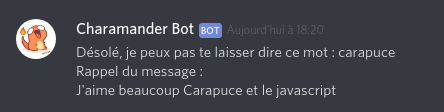 Charamander Bot BOT Aujourd'hui à 18:20
Désolé, je peux pas te laisser dire ce mot : carapuce
Rappel du message :
J'aime beaucoup Carapuce et le javascript